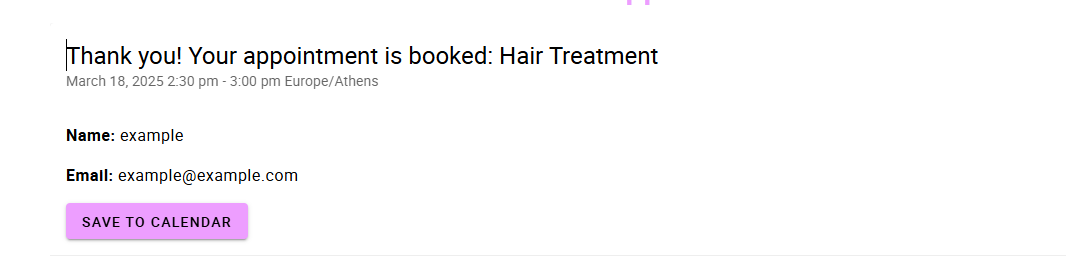 Thank you! Your appointment is booked: Hair Treatment
March 18, 2025 2:30 pm - 3:00 pm Europe/Athens
Name: example
Email: example@example.com
SAVE TO CALENDAR